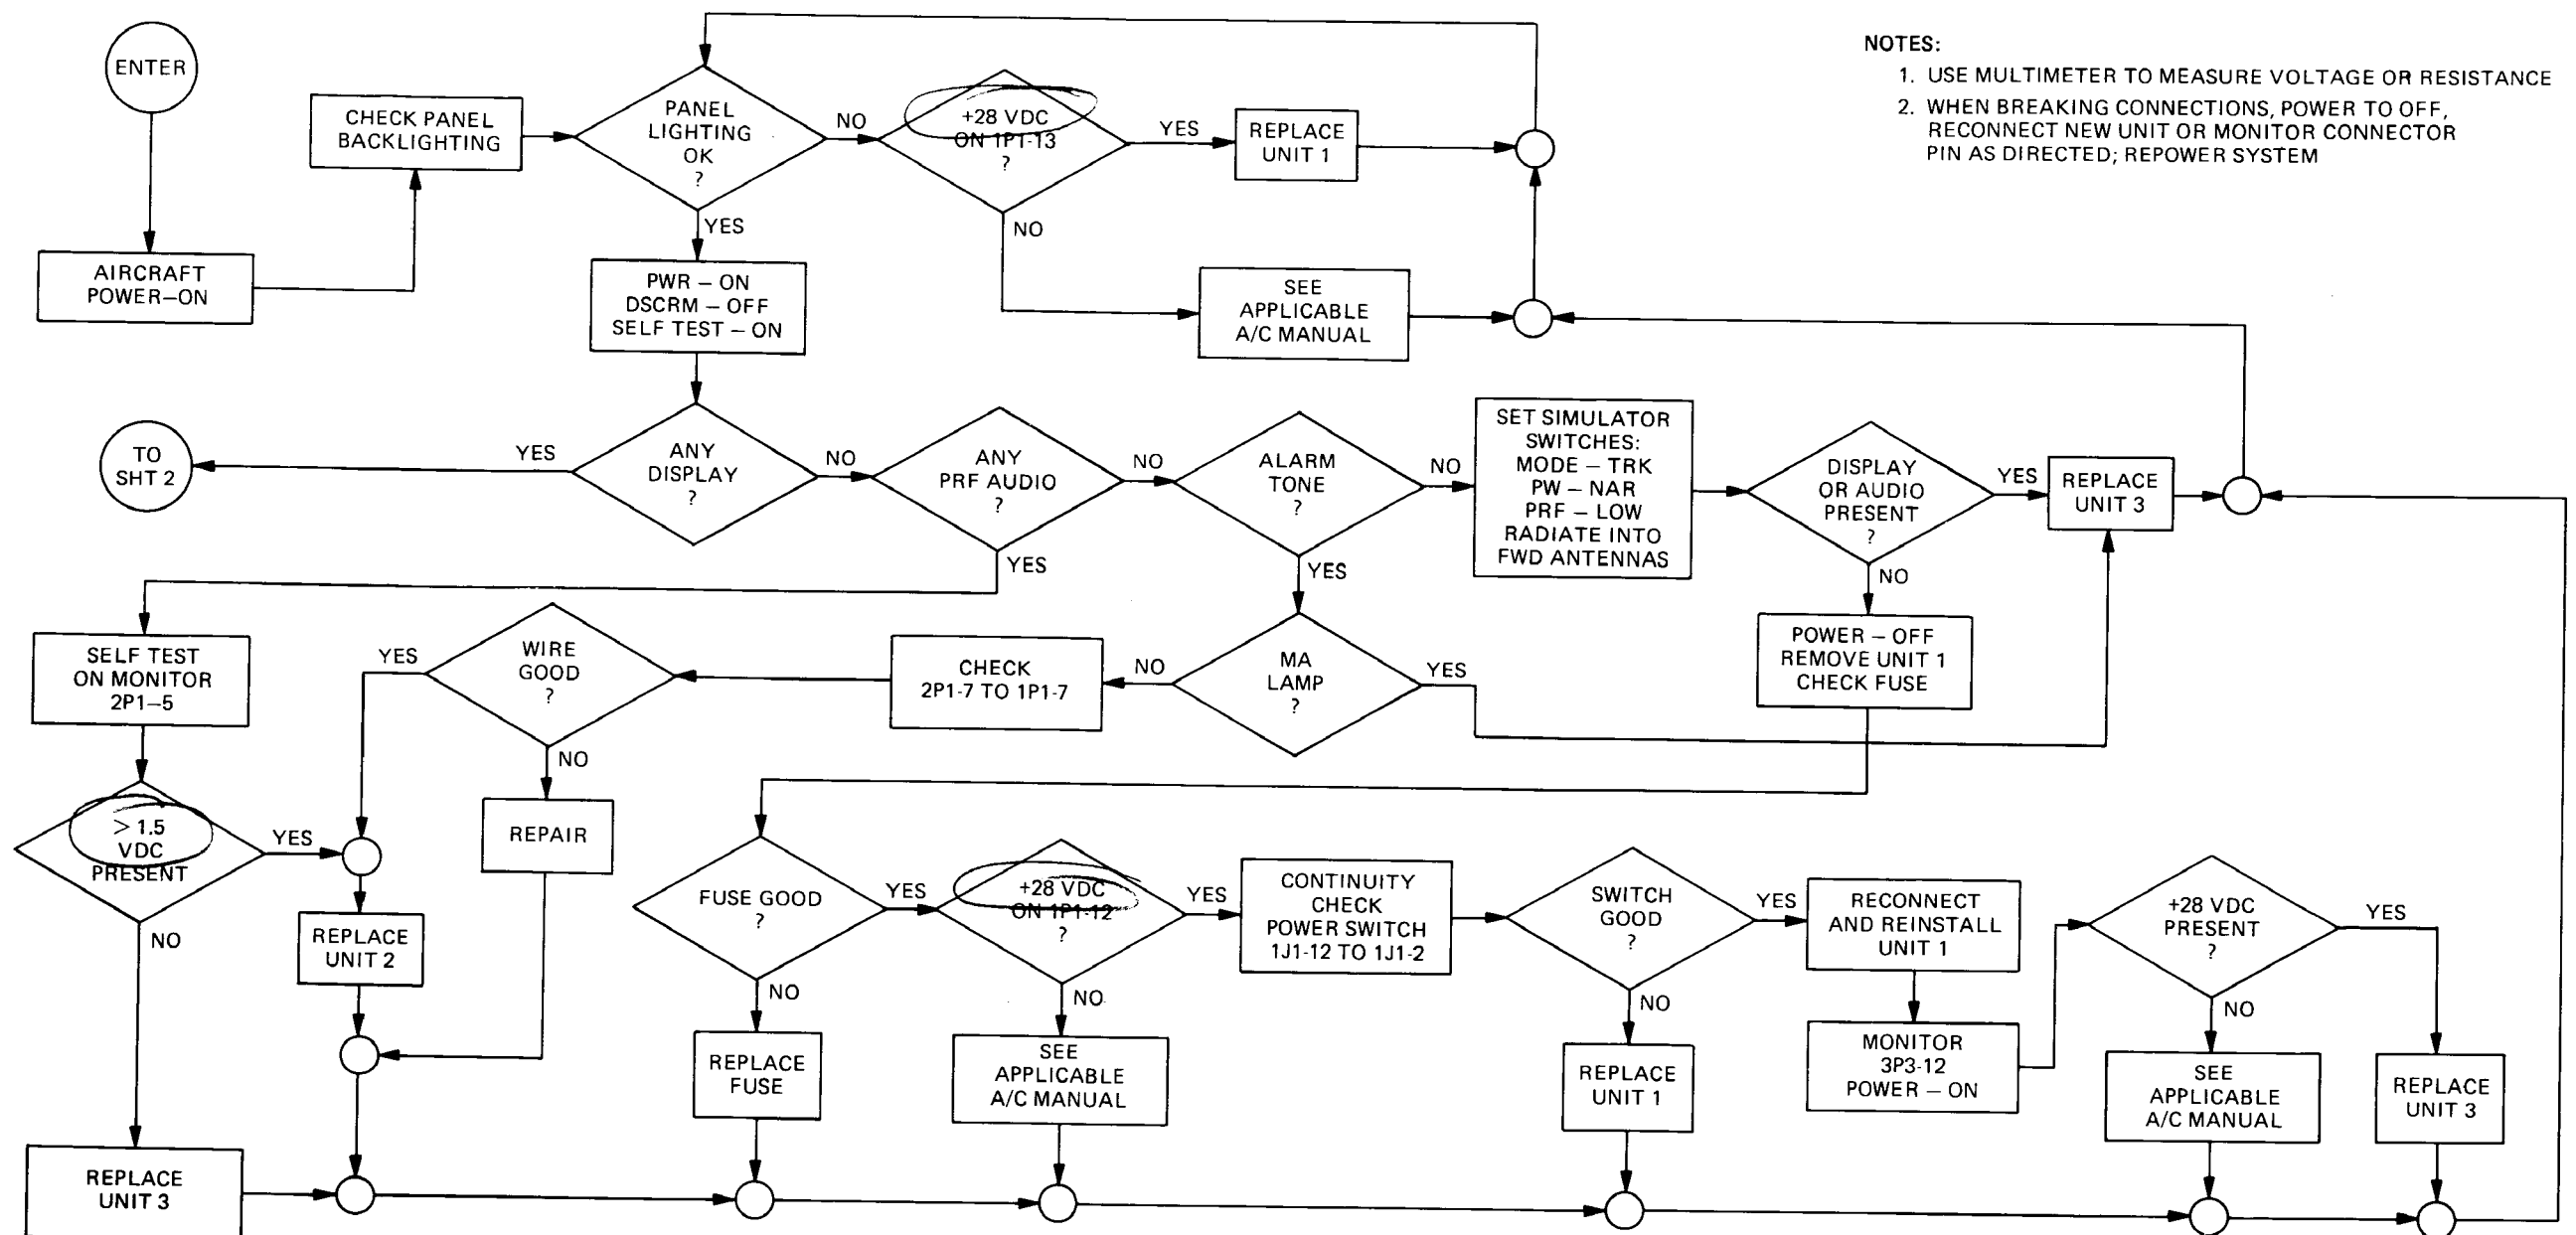 ENTER
AIRCRAFT
POWER–ON
CHECK PANEL
BACKLIGHTING
PANEL
LIGHTING
OK
?
NO
YES
+28 VDC
ON 1P1-13
?
YES
NO
REPLACE
UNIT 1
SEE
APPLICABLE
A/C MANUAL
NOTES:
1. USE MULTIMETER TO MEASURE VOLTAGE OR RESISTANCE
2. WHEN BREAKING CONNECTIONS, POWER TO OFF,
RECONNECT NEW UNIT OR MONITOR CONNECTOR
PIN AS DIRECTED; REPOWER SYSTEM
PWR – ON
DSCRM – OFF
SELF TEST – ON
TO
SHT 2
YES
ANY
DISPLAY
?
NO
ANY
PRF AUDIO
?
NO
YES
ALARM
TONE
?
NO
YES
SET SIMULATOR
SWITCHES:
MODE – TRK
PW – NAR
PRF – LOW
RADIATE INTO
FWD ANTENNAS
DISPLAY
OR AUDIO
PRESENT
?
YES
NO
REPLACE
UNIT 3
SELF TEST
ON MONITOR
2P1–5
YES
WIRE
GOOD
?
NO
CHECK
2P1-7 TO 1P1-7
NO
MA
LAMP
?
YES
POWER – OFF
REMOVE UNIT 1
CHECK FUSE
> 1.5
VDC
PRESENT
YES
NO
REPAIR
REPLACE
UNIT 2
FUSE GOOD
?
YES
NO
+28 VDC
ON 1P1-12
?
YES
NO
CONTINUITY
CHECK
POWER SWITCH
1J1-12 TO 1J1-2
SWITCH
GOOD
?
YES
NO
RECONNECT
AND REINSTALL
UNIT 1
+28 VDC
PRESENT
?
YES
NO
REPLACE
FUSE
SEE
APPLICABLE
A/C MANUAL
REPLACE
UNIT 1
MONITOR
3P3-12
POWER – ON
SEE
APPLICABLE
A/C MANUAL
REPLACE
UNIT 3
REPLACE
UNIT 3